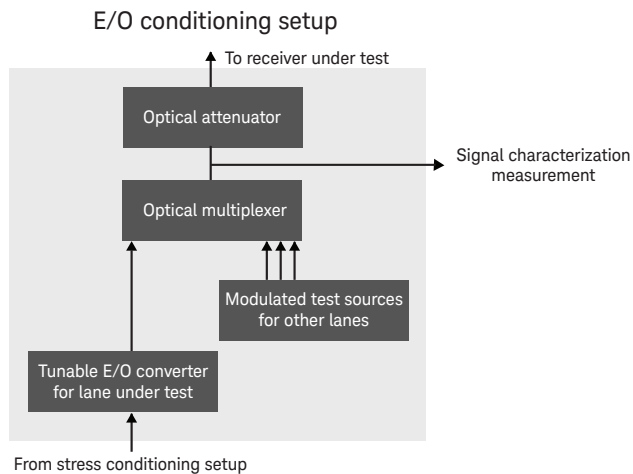 E/O conditioning setup
To receiver under test
Optical attenuator
Signal characterization
measurement
Optical multiplexer
Modulated test sources
for other lanes
Tunable E/O converter
for lane under test
From stress conditioning setup